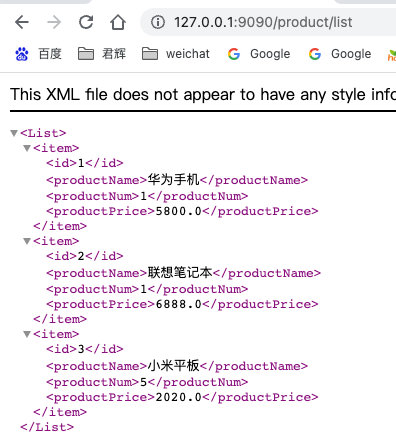 127.0.0.1:9090/product/list
百度 君辉 weichat Google Google
This XML file does not appear to have any style info
<List>
<item>
<id>1</id>
<productName>华为手机</productName>
<productNum>1</productNum>
<productPrice>5800.0</productPrice>
</item>
<item>
<id>2</id>
<productName>联想笔记本</productName>
<productNum>1</productNum>
<productPrice>6888.0</productPrice>
</item>
<item>
<id>3</id>
<productName>小米平板</productName>
<productNum>5</productNum>
<productPrice>2020.0</productPrice>
</item>
</List>